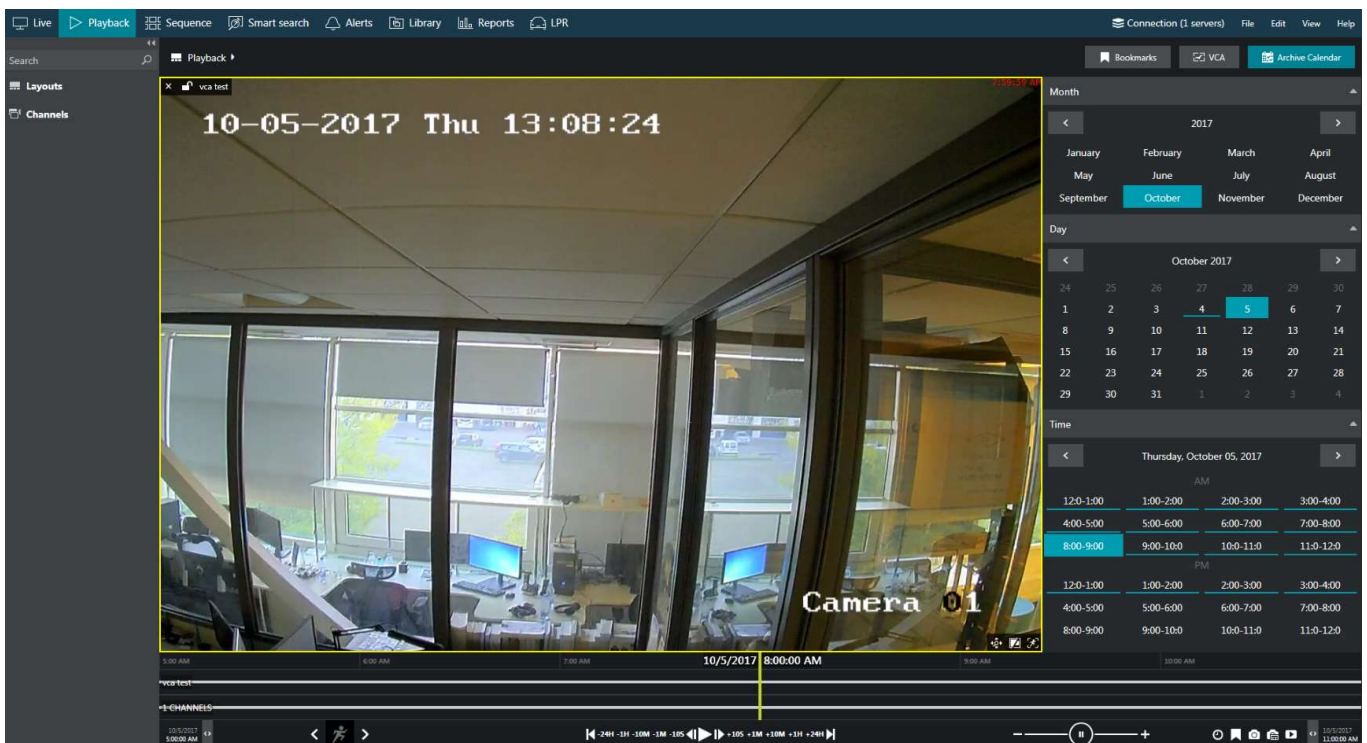 Live Playback Sequence Smart search Alerts Library Reports LPR Connection (1 servers) File Edit View Help
Search
Playback
Bookmarks VCA Archive Calendar
Layouts
Channels
vca test
7:59:59 AM
10-05-2017 Thu 13:08:24
Camera 01
Month
2017
January February March April
May June July August
September October November December
Day
October 2017
24 25 26 27 28 29 30
1 2 3 4 5 6 7
8 9 10 11 12 13 14
15 16 17 18 19 20 21
22 23 24 25 26 27 28
29 30 31 1 2 3 4
Time
Thursday, October 05, 2017
AM
12:0-1:00 1:00-2:00 2:00-3:00 3:00-4:00
4:00-5:00 5:00-6:00 6:00-7:00 7:00-8:00
8:00-9:00 9:00-10:0 10:0-11:0 11:0-12:0
PM
12:0-1:00 1:00-2:00 2:00-3:00 3:00-4:00
4:00-5:00 5:00-6:00 6:00-7:00 7:00-8:00
8:00-9:00 9:00-10:0 10:0-11:0 11:0-12:0
5:00 AM 6:00 AM 7:00 AM 10/5/2017 8:00:00 AM 9:00 AM 10:00 AM
vca test
1 CHANNELS
10/5/2017
5:00:00 AM
-24H -1H -10M -1M -10S +10S +1M +10M +1H +24H
10/5/2017
11:00:00 AM